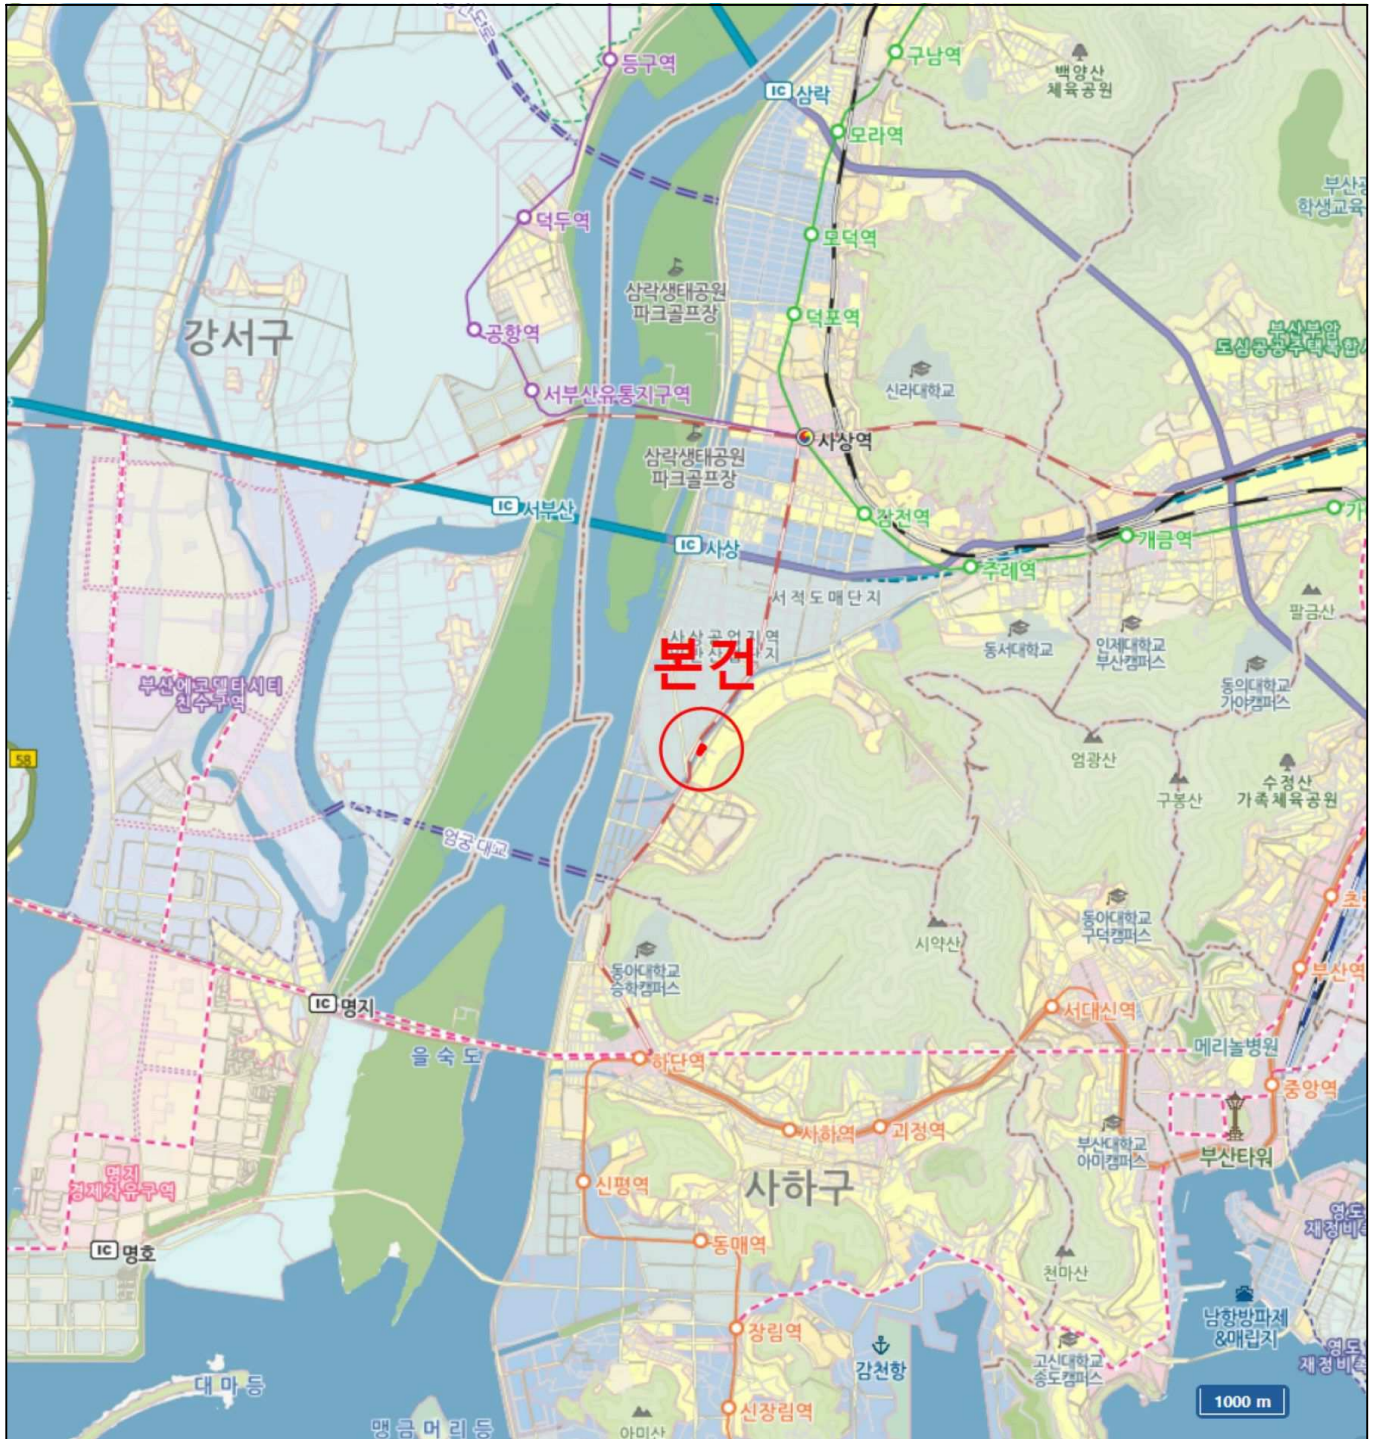 등구역
구남역
백양산
체육공원
IC 삼락
모라역
덕두역
모덕역
삼락생태공원
파크골프장
덕포역
강서구
공항역
부산부암
신라대학교
서부산유통지구역
사상역
삼락생태공원
파크골프장
IC 서부산
감전역
개금역
IC 사상
주례역
서적도매단지
팔금산
사상공업지역
동서대학교
인제대학교
부산캠퍼스
본건
동의대학교
가야캠퍼스
부산에코델타시티
친수구역
엄광산
58
구봉산
수정산
가족체육공원
엄궁대교
동아대학교
구덕캠퍼스
시약산
동아대학교
승학캠퍼스
부산역
IC 명지
서대신역
을숙도
하단역
메리놀병원
중앙역
사하역
괴정역
부산대학교
아미캠퍼스
부산타워
명지
경제자유구역
신평역
사하구
IC 명호
동매역
천마산
남항방파제
&매립지
장림역
감천항
고신대학교
송도캠퍼스
대마등
1000 m
신장림역
맹금머리등
아미산